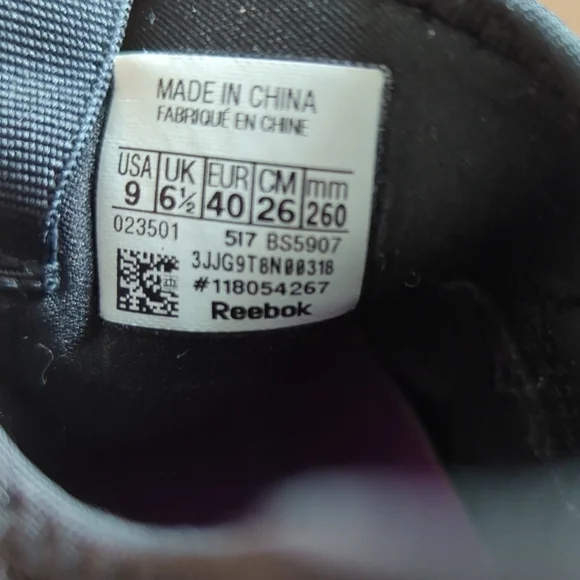 MADE IN CHINA
FABRIQUÉ EN CHINE
USA UK EUR CM mm
9 6½ 40 26 260
023501 517 BS5907
3JJG9T8N00318
#118054267
Reebok